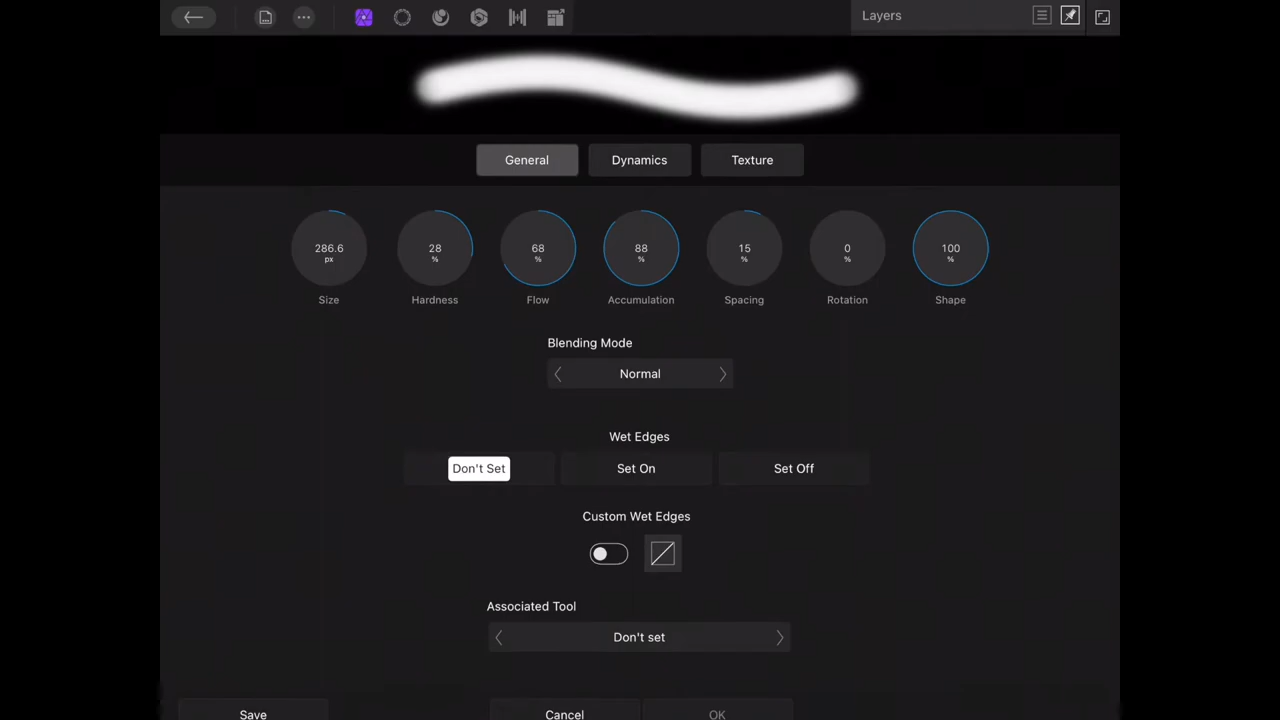 Layers
General Dynamics Texture
286.6 28 68 88 15 0 100
px % % % % % %
Size Hardness Flow Accumulation Spacing Rotation Shape
Blending Mode
Normal
Wet Edges
Don't Set Set On Set Off
Custom Wet Edges
Associated Tool
Don't set
Save Cancel OK